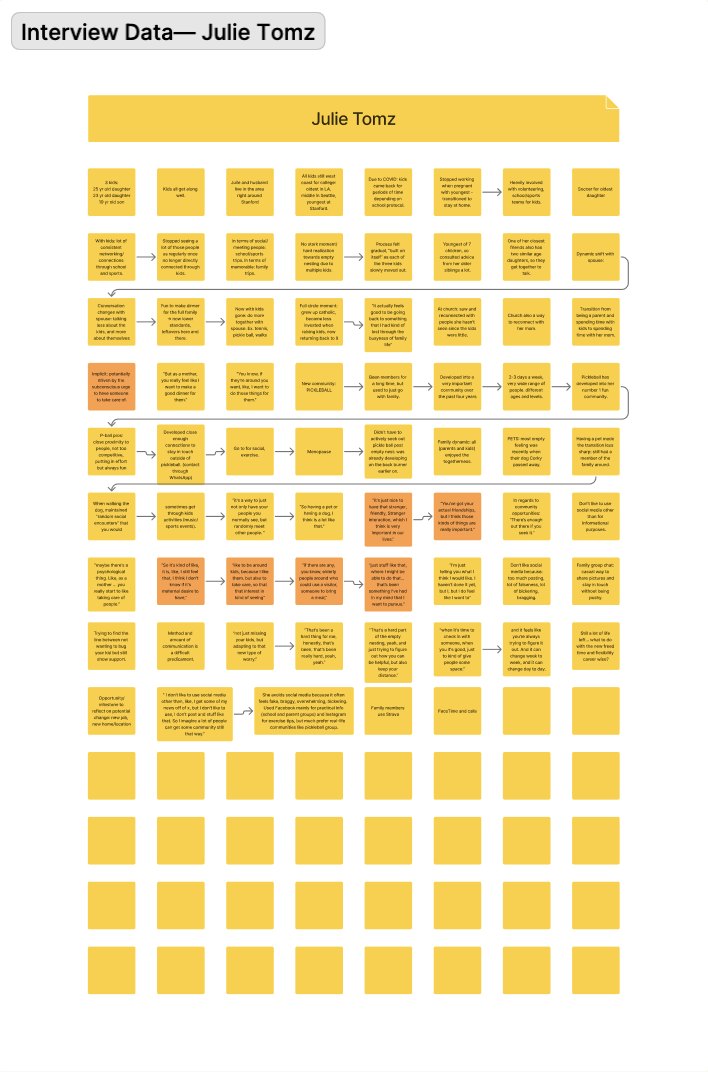 Interview Data— Julie Tomz
Julie Tomz
3 kids:
25 yr old daughter
23 yr old daughter
19 yr old son
Kids all get along
well.
Julie and husband
live in the area
right around
Stanford
All kids still west
coast for college:
oldest in LA,
middle in Seattle,
youngest at
Stanford.
Due to COVID: kids
came back for
periods of time
depending on
school protocol.
Stopped working
when pregnant
with youngest -
transitioned to
stay at home.
Heavily involved
with volunteering,
school/sports
teams for kids.
Soccer for oldest
daughter
With kids: lot of
consistent
networking/
connections
through school
and sports.
Stopped seeing a
lot of those people
as regularly once
no longer directly
connected through
kids.
In terms of social/
meeting people:
school/sports
trips. In terms of
memorable: family
trips.
No stark moment/
hard realization
towards empty
nesting due to
multiple kids
Process felt
gradual, "built on
itself" as each of
the three kids
slowly moved out.
Youngest of 7
children, so
consulted advice
from her older
siblings a lot.
One of her closest
friends also has
two similar age
daughters, so they
get together to
talk.
Dynamic shift with
spouse:
Conversation
changes with
spouse: talking
less about the
kids, and more
about themselves.
Fun to make dinner
for the full family
-> now lower
standards,
leftovers here and
there.
Now with kids
gone: do more
together with
spouse. Ex. tennis,
pickle ball, walks
Full circle moment:
grew up catholic,
became less
invested when
raising kids, now
returning back to it
"it actually feels
good to be going
back to something
that I had kind of
lost through the
busyness of family
life"
At church: saw and
reconnected with
people she hasn't
seen since the kids
were little.
Church also a way
to reconnect with
her mom.
Transition from
being a parent and
spending time with
kids to spending
time with her mom.
Implicit: potentially
driven by the
subconscious urge
to have someone
to take care of.
"But as a mother,
you really feel like I
want to make a
good dinner for
them."
"You know, if
they're around you
want, like, I want to
do those things for
them."
New community:
PICKLEBALL
Been members for
a long time, but
used to just go
with family.
Developed into a
very important
community over
the past four years
2-3 days a week,
very wide range of
people, different
ages and levels.
Pickleball has
developed into her
number 1 fun
community.
P-ball pros:
close proximity to
people, not too
competitive,
putting in effort
but always fun
Developed close
enough
connections to
stay in touch
outside of
pickleball. (contact
through
WhatsApp)
Go to for social,
exercise.
Menopause
Didn't have to
actively seek out
pickle ball post
empty nest, was
already developing
on the back burner
earlier on.
Family dynamic: all
(parents and kids)
enjoyed the
togetherness.
PETS: most empty
feeling was
recently when
their dog Corky
passed away.
Having a pet made
the transition less
sharp: still had a
member of the
family around.
When walking the
dog, maintained
"random social
encounters" that
you would
sometimes get
through kids
activities (music/
sports events).
"It's a way to just
not only have your
people you
normally see, but
randomly meet
other people."
"So having a pet or
having a dog, I
think is a lot like
that."
"It's just nice to
have that stranger,
friendly, Stranger
interaction, which I
think is very
important in our
lives."
"You've got your
actual friendships,
but I think those
kinds of things are
really important."
In regards to
community
opportunities:
"There's enough
out there if you
seek it."
Don't like to use
social media other
than for
informational
purposes.
"maybe there's a
psychological
thing. Like, as a
mother ... you
really start to like
taking care of
people."
"So it's kind of like,
it is, like, I still feel
that, I think I don't
know if it's
maternal desire to
have,"
"like to be around
kids, because I like
them, but also to
take care, so that
that interest in
kind of seeing"
"If there are any,
you know, elderly
people around who
could use a visitor,
someone to bring
a meal,"
"just stuff like that,
where I might be
able to do that...
that's been
something I've had
in my mind that I
want to pursue."
"I'm just
telling you what I
think I would like. I
haven't done it yet,
but I, but I do feel
like I want to"
Don't like social
media because:
too much posting,
lot of fakeness, lot
of bickering,
bragging.
Family group chat:
casual way to
share pictures and
stay in touch
without being
pushy.
Trying to find the
line between not
wanting to bug
your kid but still
show support.
Method and
amount of
communication is
a difficult
predicament.
"not just missing
your kids, but
adapting to that
new type of
worry."
"That's been a
hard thing for me,
honestly, that's
been, that's been
really hard, yeah,
yeah."
"That's a hard part
of the empty
nesting, yeah, and
just trying to figure
out how you can
be helpful, but also
keep your
distance."
"when it's time to
check in with
someone, when
you it's good, just
to kind of give
people some
space."
and it feels like
you're always
trying to figure it
out. And it can
change week to
week, and it can
change day to day.
Still a lot of life
left... what to do
with the new freed
time and flexibility
career wise?
Opportunity/
milestone to
reflect on potential
change: new job,
new home/location
" I don't like to use social media
other than, like, I get some of my
news off of x, but I don't like to
use, I don't post and stuff like
that. So I imagine a lot of people
can get some community still
that way."
She avoids social media because it often
feels fake, braggy, overwhelming, bickering.
Used Facebook mainly for practical info
(school and parent groups) and Instagram
for exercise tips, but much prefer real-life
communities like pickleball group.
Family members
use Strava
FaceTime and calls